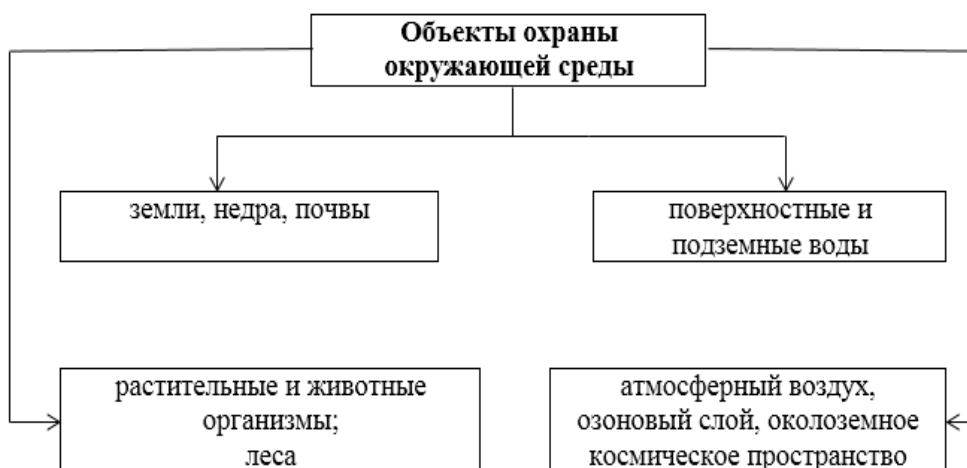 Объекты охраны
окружающей среды
земли, недра, почвы
поверхностные и
подземные воды
растительные и животные
организмы;
леса
атмосферный воздух,
озоновый слой, околоземное
космическое пространство